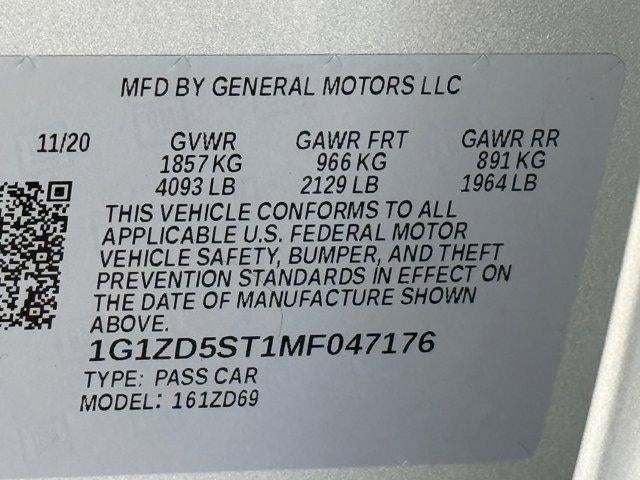 MFD BY GENERAL MOTORS LLC
11/20 GVWR GAWR FRT GAWR RR
1857 KG 966 KG 891 KG
4093 LB 2129 LB 1964 LB
THIS VEHICLE CONFORMS TO ALL
APPLICABLE U.S. FEDERAL MOTOR
VEHICLE SAFETY, BUMPER, AND THEFT
PREVENTION STANDARDS IN EFFECT ON
THE DATE OF MANUFACTURE SHOWN
ABOVE.
1G1ZD5ST1MF047176
TYPE: PASS CAR
MODEL: 161ZD69